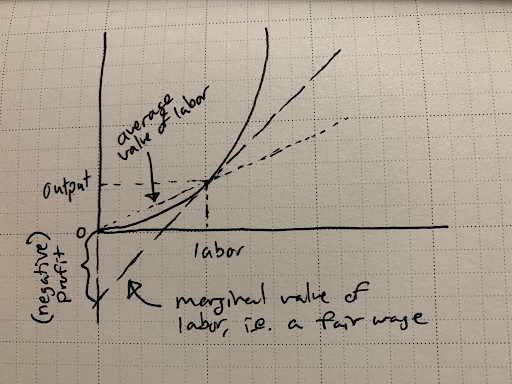 average
value of labor
output
0
(negative)
profit
labor
marginal value of
labor, i.e. a fair wage